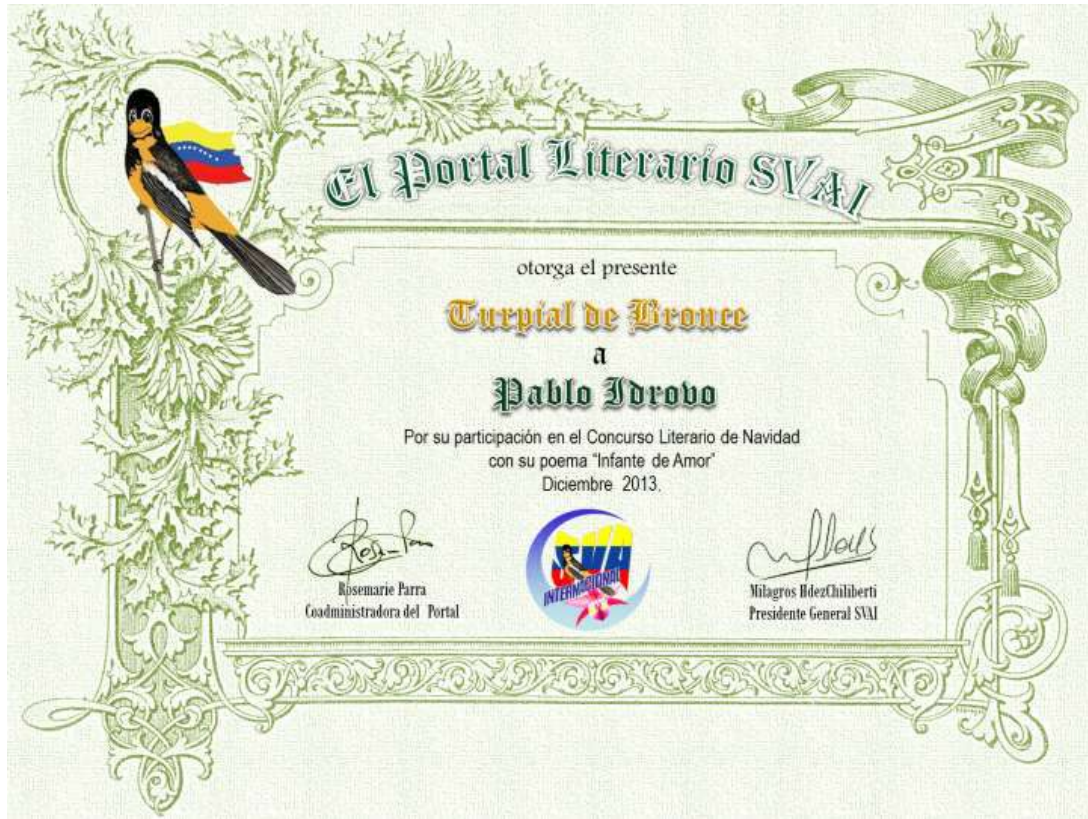 El Portal Literario SVAI
otorga el presente
Turpial de Bronce
a
Pablo Idrovo
Por su participación en el Concurso Literario de Navidad
con su poema “Infante de Amor”
Diciembre 2013.
SVA
INTERNACIONAL
Rosemarie Parra
Coadministradora del Portal
Milagros HdezChiliberti
Presidente General SVAI